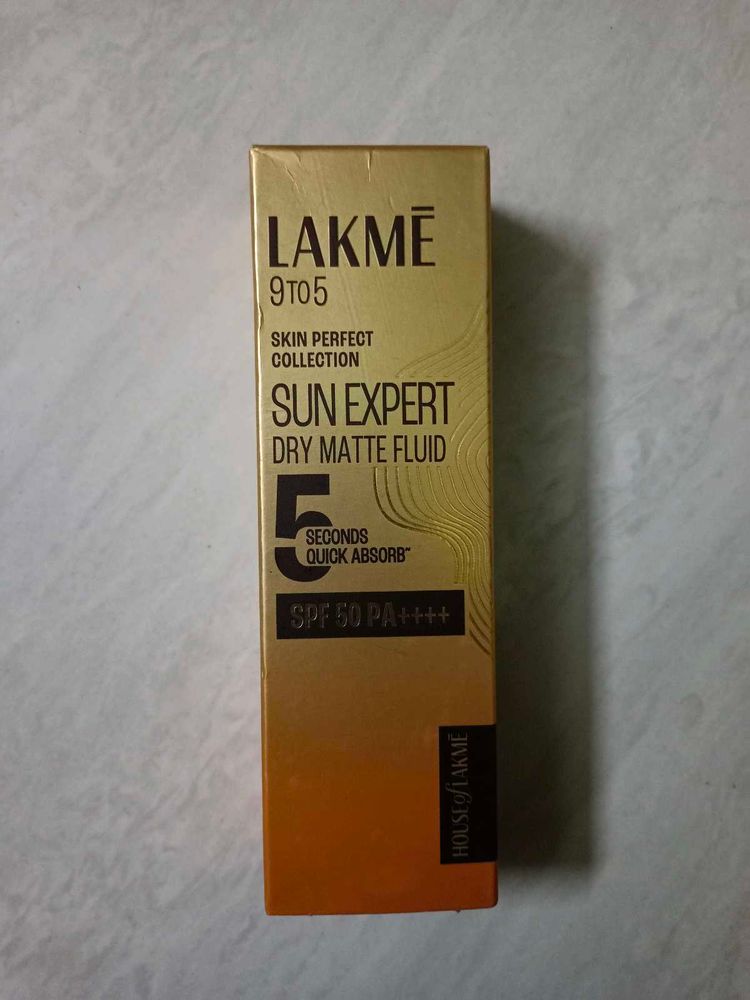 LAKMĒ
9TO5
SKIN PERFECT
COLLECTION
SUN EXPERT
DRY MATTE FLUID
5
SECONDS
QUICK ABSORB~
SPF 50 PA++++
HOUSE of LAKMĒ